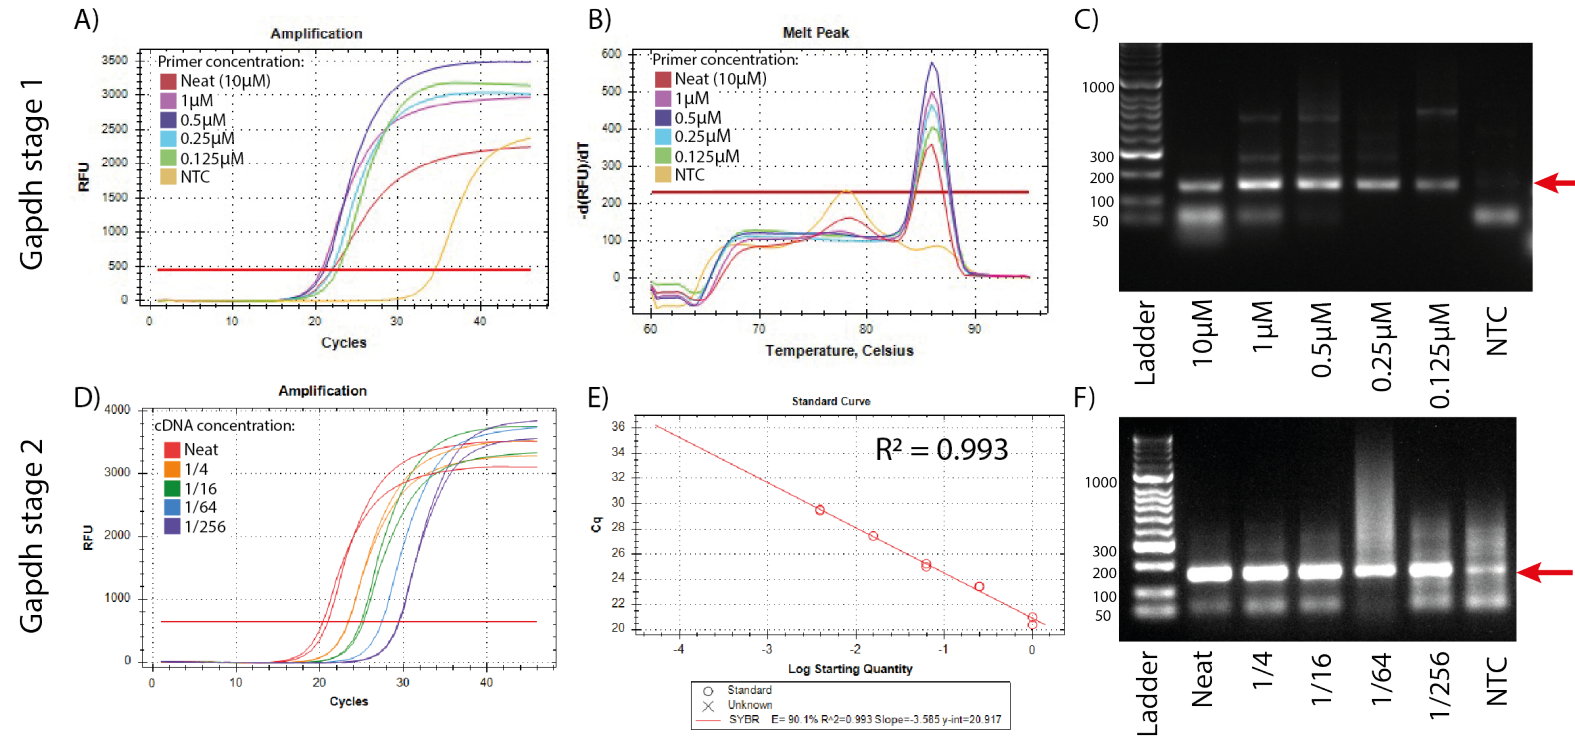 Gapdh stage 1
A)
Amplification
Primer concentration:
Neat (10µM)
1µM
0.5µM
0.25µM
0.125µM
NTC
3500
3000
2500
2000
1500
1000
500
0
RFU
0 10 20 30 40
Cycles
B)
Melt Peak
Primer concentration:
Neat (10µM)
1µM
0.5µM
0.25µM
0.125µM
NTC
600
500
400
300
200
100
0
-d(RFU)/dT
60 70 80 90
Temperature, Celsius
C)
1000
300
200
100
50
Ladder
10µM
1µM
0.5µM
0.25µM
0.125µM
NTC
Gapdh stage 2
D)
Amplification
cDNA concentration:
Neat
1/4
1/16
1/64
1/256
4000
3000
2000
1000
0
RFU
0 10 20 30 40
Cycles
E)
Standard Curve
R² = 0.993
36
34
32
30
28
26
24
22
20
Cq
-4 -3 -2 -1 0
Log Starting Quantity
Standard
Unknown
SYBR E= 90.1% R^2=0.993 Slope=-3.585 y-int=20.917
F)
1000
300
200
100
50
Ladder
Neat
1/4
1/16
1/64
1/256
NTC